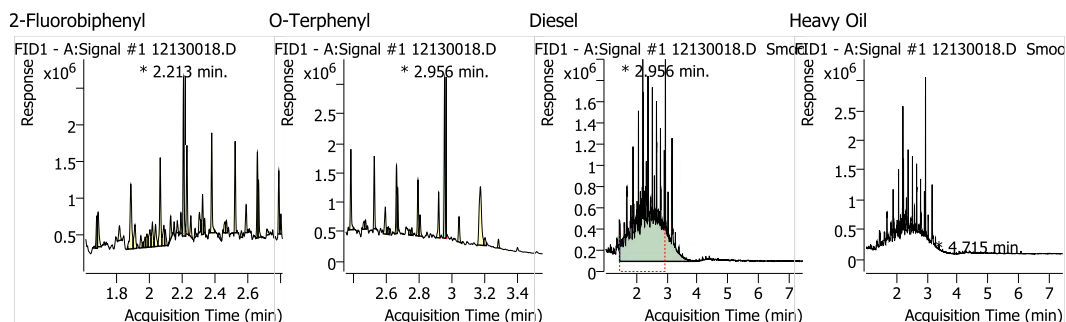 2-Fluorobiphenyl
FID1 - A:Signal #1 12130018.D
Response
x10⁶
* 2.213 min.
2
1.5
1
0.5
1.8 2 2.2 2.4 2.6
Acquisition Time (min)
O-Terphenyl
FID1 - A:Signal #1 12130018.D
Response
x10⁶
* 2.956 min.
2.5
2
1.5
1
0.5
0
2.6 2.8 3 3.2 3.4
Acquisition Time (min)
Diesel
FID1 - A:Signal #1 12130018.D Smoo
Response
x10⁶
* 2.956 min.
1.6
1.4
1.2
1
0.8
0.6
0.4
0.2
0
2 3 4 5 6 7
Acquisition Time (min)
Heavy Oil
FID1 - A:Signal #1 12130018.D Smoo
Response
x10⁶
* 4.715 min.
2.5
2
1.5
1
0.5
0
2 3 4 5 6 7
Acquisition Time (min)